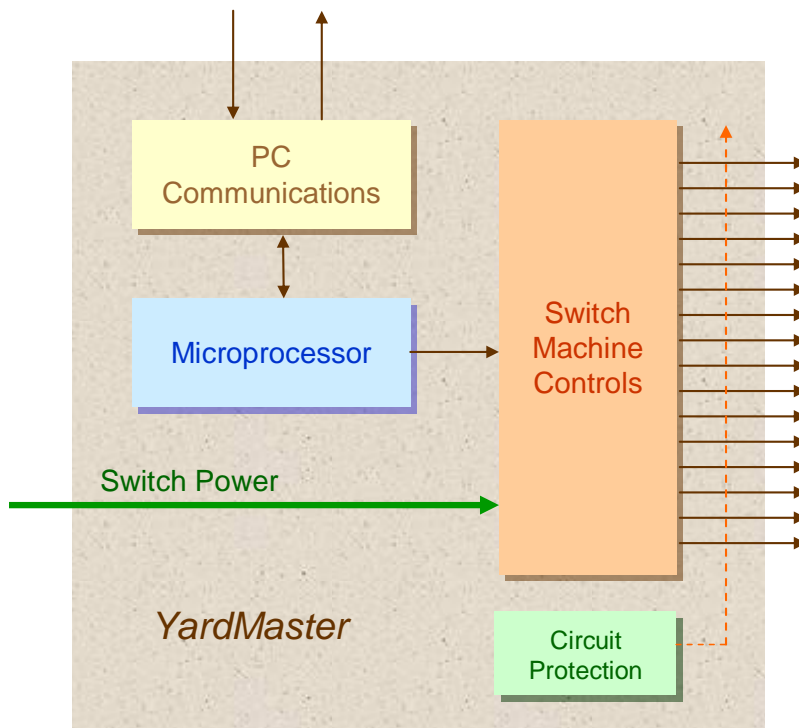 PC
Communications
Microprocessor
Switch
Machine
Controls
Switch Power
YardMaster
Circuit
Protection